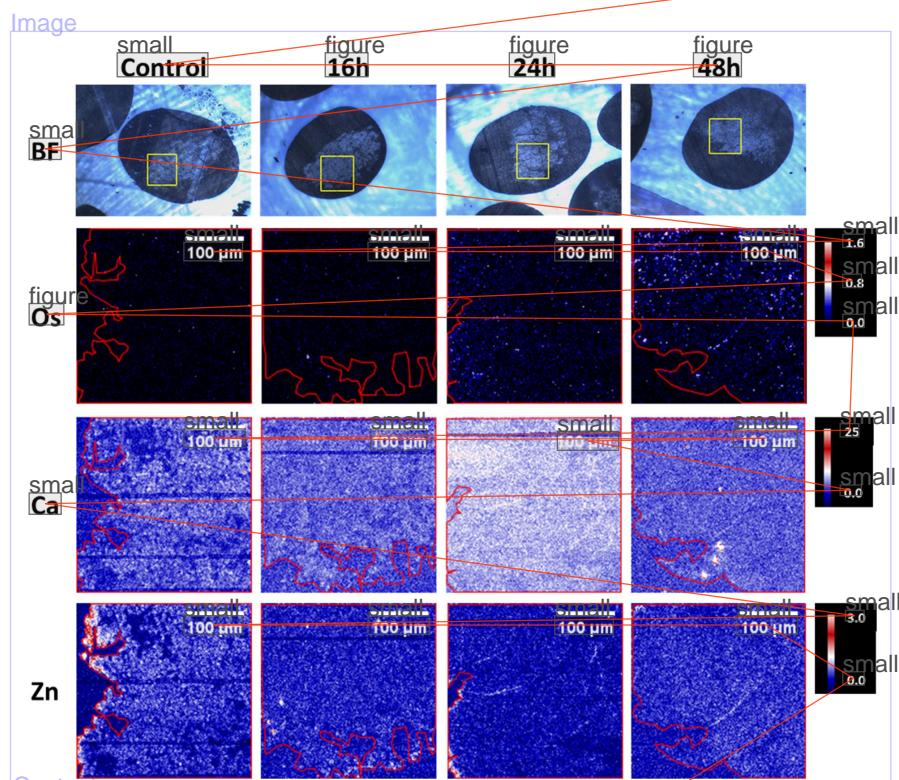 Image
small figure figure figure
Control 16h 24h 48h
small
BF
small small small small
100 µm 100 µm 100 µm 100 µm 1.6
small
0.8
figure small
Os 0.0
small small small small small
100 µm 100 µm 100 µm 100 µm 25
small small
Ca 0.0
small small small small small
100 µm 100 µm 100 µm 100 µm 3.0
small
Zn 0.0